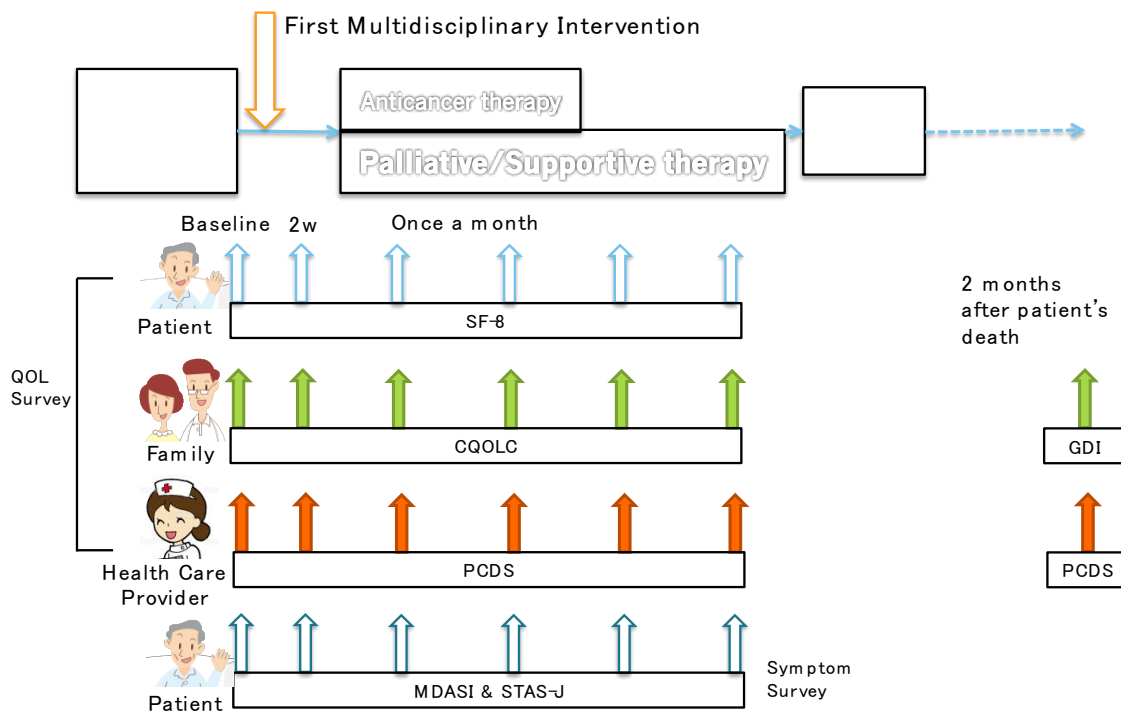 First Multidisciplinary Intervention
Anticancer therapy
Palliative/Supportive therapy
Baseline 2w Once a month
Patient
SF-8
2 months
after patient's
death
QOL
Survey
Family
CQOLC
GDI
Health Care
Provider
PCDS
PCDS
Patient
MDASI & STAS-J
Symptom
Survey